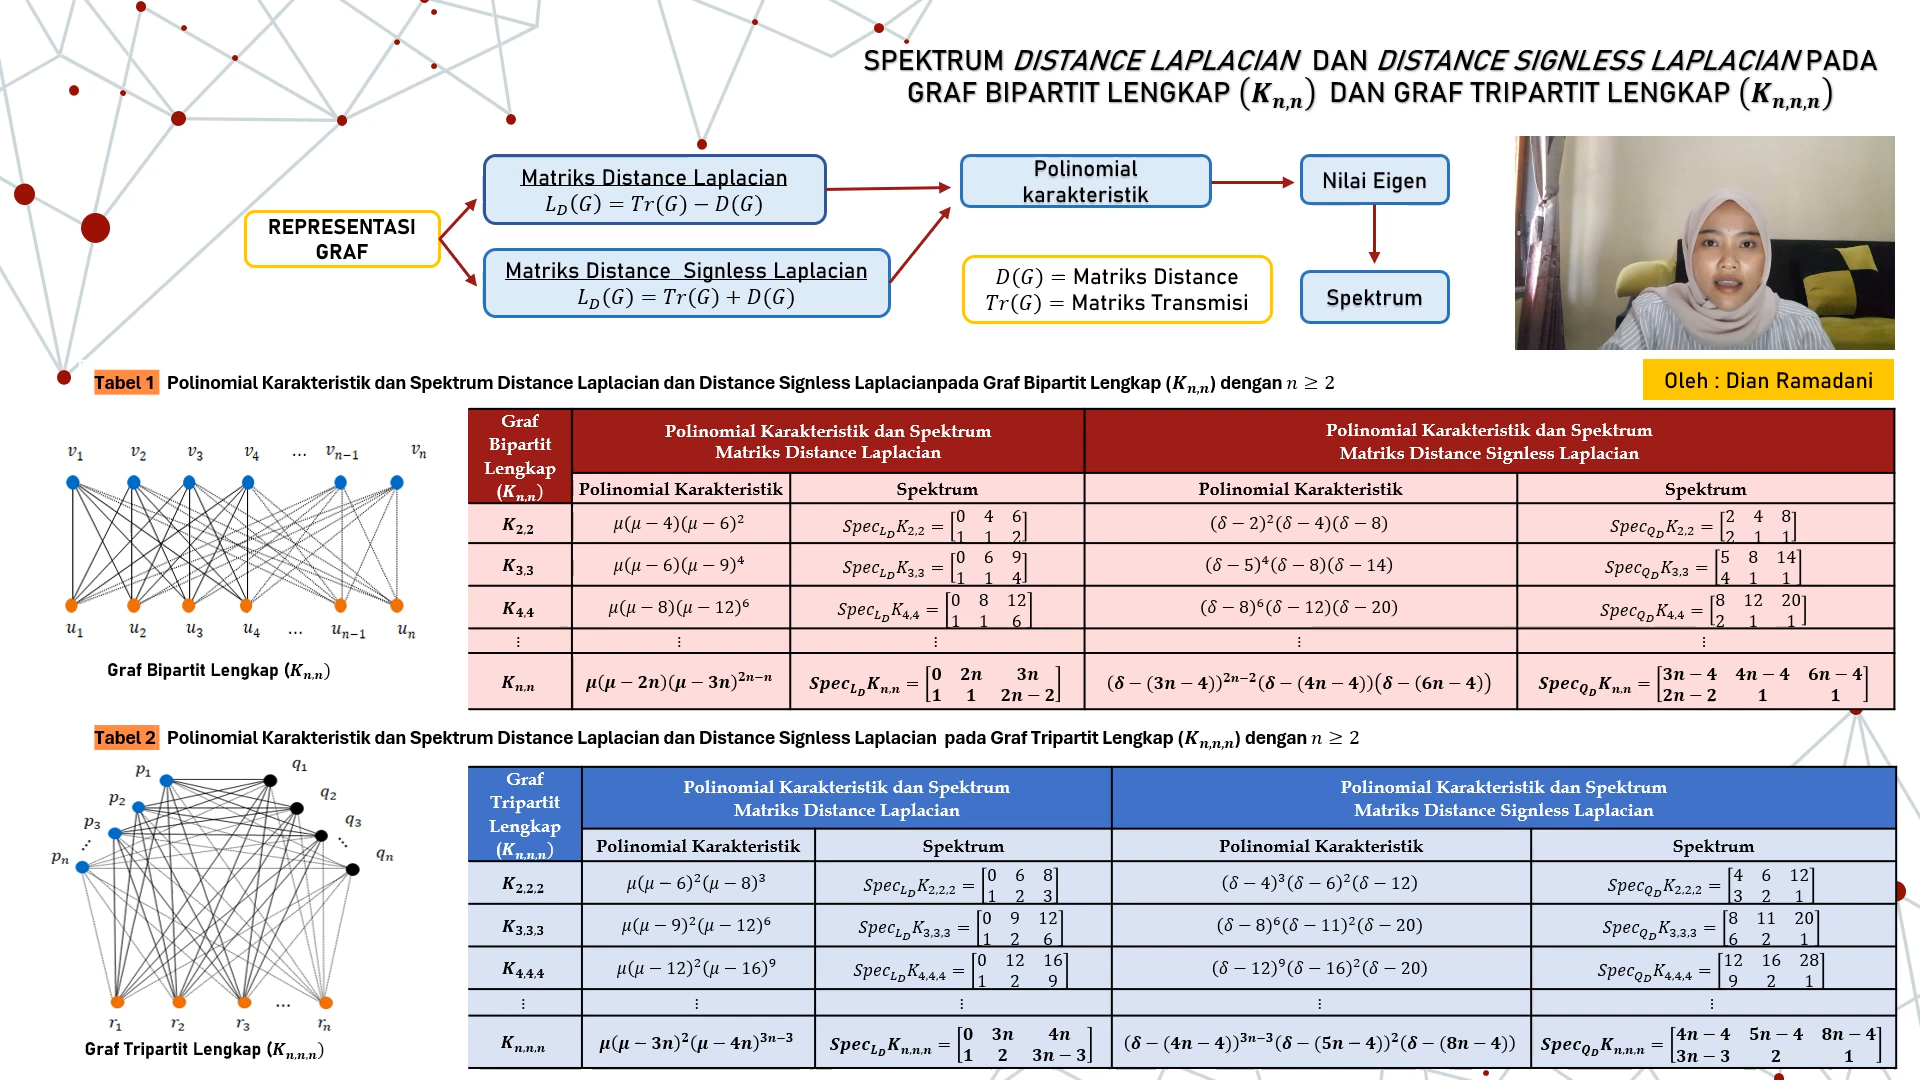 SPEKTRUM DISTANCE LAPLACIAN DAN DISTANCE SIGNLESS LAPLACIAN PADA
GRAF BIPARTIT LENGKAP (Kn,n) DAN GRAF TRIPARTIT LENGKAP (Kn,n,n)
REPRESENTASI
GRAF
Matriks Distance Laplacian
L_D(G) = Tr(G) − D(G)
Matriks Distance Signless Laplacian
L_D(G) = Tr(G) + D(G)
Polinomial
karakteristik
D(G) = Matriks Distance
Tr(G) = Matriks Transmisi
Nilai Eigen
Spektrum
Oleh : Dian Ramadani
Tabel 1 Polinomial Karakteristik dan Spektrum Distance Laplacian dan Distance Signless Laplacianpada Graf Bipartit Lengkap (K_{n,n}) dengan n ≥ 2
v_1 v_2 v_3 v_4 … v_{n−1} v_n
u_1 u_2 u_3 u_4 … u_{n−1} u_n
Graf Bipartit Lengkap (K_{n,n})
Graf
Bipartit
Lengkap
(K_{n,n})
Polinomial Karakteristik dan Spektrum
Matriks Distance Laplacian
Polinomial Karakteristik dan Spektrum
Matriks Distance Signless Laplacian
Polinomial Karakteristik Spektrum Polinomial Karakteristik Spektrum
K_{2,2} μ(μ − 4)(μ − 6)^2 Spec_{L_D}K_{2,2} = [0 4 6; 1 1 2] (δ − 2)^2(δ − 4)(δ − 8) Spec_{Q_D}K_{2,2} = [2 4 8; 2 1 1]
K_{3,3} μ(μ − 6)(μ − 9)^4 Spec_{L_D}K_{3,3} = [0 6 9; 1 1 4] (δ − 5)^4(δ − 8)(δ − 14) Spec_{Q_D}K_{3,3} = [5 8 14; 4 1 1]
K_{4,4} μ(μ − 8)(μ − 12)^6 Spec_{L_D}K_{4,4} = [0 8 12; 1 1 6] (δ − 8)^6(δ − 12)(δ − 20) Spec_{Q_D}K_{4,4} = [8 12 20; 2 1 1]
⋮ ⋮ ⋮ ⋮ ⋮
K_{n,n} μ(μ − 2n)(μ − 3n)^{2n−n} Spec_{L_D}K_{n,n} = [0 2n 3n; 1 1 2n − 2] (δ − (3n − 4))^{2n−2}(δ − (4n − 4))(δ − (6n − 4)) Spec_{Q_D}K_{n,n} = [3n − 4 4n − 4 6n − 4; 2n − 2 1 1]
Tabel 2 Polinomial Karakteristik dan Spektrum Distance Laplacian dan Distance Signless Laplacian pada Graf Tripartit Lengkap (K_{n,n,n}) dengan n ≥ 2
p_1 q_1
p_2 q_2
p_3 q_3
p_n q_n
r_1 r_2 r_3 … r_n
Graf Tripartit Lengkap (K_{n,n,n})
Graf
Tripartit
Lengkap
(K_{n,n,n})
Polinomial Karakteristik dan Spektrum
Matriks Distance Laplacian
Polinomial Karakteristik dan Spektrum
Matriks Distance Signless Laplacian
Polinomial Karakteristik Spektrum Polinomial Karakteristik Spektrum
K_{2,2,2} μ(μ − 6)^2(μ − 8)^3 Spec_{L_D}K_{2,2,2} = [0 6 8; 1 2 3] (δ − 4)^3(δ − 6)^2(δ − 12) Spec_{Q_D}K_{2,2,2} = [4 6 12; 3 2 1]
K_{3,3,3} μ(μ − 9)^2(μ − 12)^6 Spec_{L_D}K_{3,3,3} = [0 9 12; 1 2 6] (δ − 8)^6(δ − 11)^2(δ − 20) Spec_{Q_D}K_{3,3,3} = [8 11 20; 6 2 1]
K_{4,4,4} μ(μ − 12)^2(μ − 16)^9 Spec_{L_D}K_{4,4,4} = [0 12 16; 1 2 9] (δ − 12)^9(δ − 16)^2(δ − 20) Spec_{Q_D}K_{4,4,4} = [12 16 28; 9 2 1]
⋮ ⋮ ⋮ ⋮ ⋮
K_{n,n,n} μ(μ − 3n)^2(μ − 4n)^{3n−3} Spec_{L_D}K_{n,n,n} = [0 3n 4n; 1 2 3n − 3] (δ − (4n − 4))^{3n−3}(δ − (5n − 4))^2(δ − (8n − 4)) Spec_{Q_D}K_{n,n,n} = [4n − 4 5n − 4 8n − 4; 3n − 3 2 1]